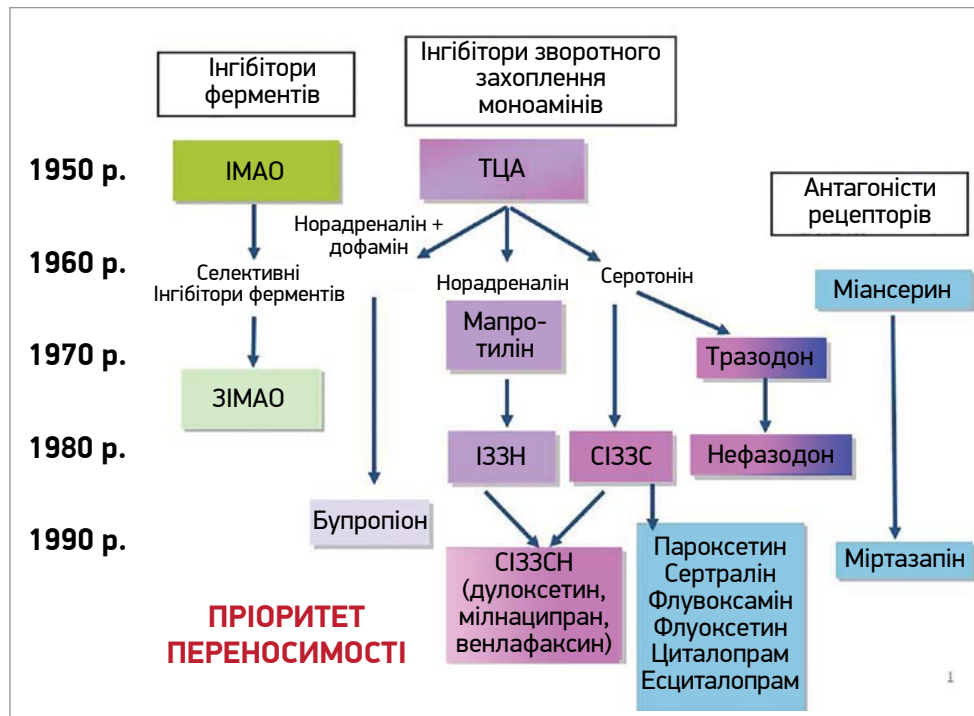 Інгібітори
ферментів
Інгібітори зворотного
захоплення
моноамінів
1950 р.
ІМАО
ТЦА
Антагоністи
рецепторів
Норадреналін +
дофамін
1960 р.
Селективні
Інгібітори ферментів
Норадреналін
Серотонін
Міансерин
Мапро-
тилін
1970 р.
Тразодон
ЗІМАО
1980 р.
ІЗЗН
СІЗЗС
Нефазодон
Бупропіон
1990 р.
СІЗЗСН
(дулоксетин,
мілнаципран,
венлафаксин)
Пароксетин
Сертралін
Флувоксамін
Флуоксетин
Циталопрам
Есциталопрам
Міртазапін
ПРІОРИТЕТ
ПЕРЕНОСИМОСТІ
1